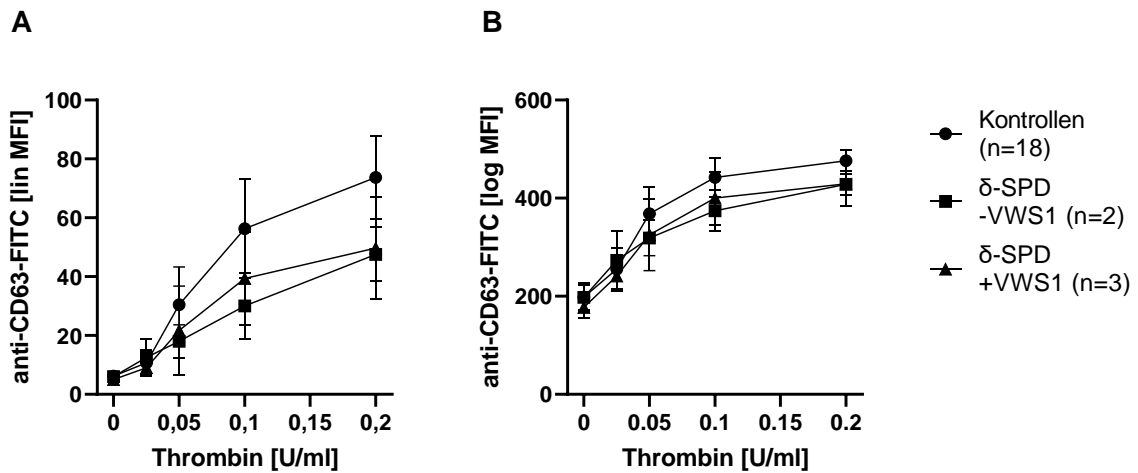 A
anti-CD63-FITC [lin MFI]
100
80
60
40
20
0
0 0,05 0,1 0,15 0,2
Thrombin [U/ml]
B
anti-CD63-FITC [log MFI]
600
400
200
0
0 0.05 0.1 0.15 0.2
Thrombin [U/ml]
Kontrollen
(n=18)
δ-SPD
-VWS1 (n=2)
δ-SPD
+VWS1 (n=3)